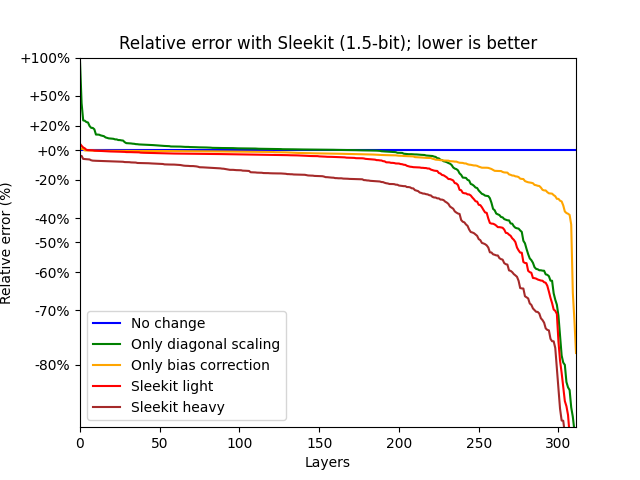 Relative error with Sleekit (1.5-bit); lower is better
+100%
+50%
+20%
+0%
-20%
-40%
-50%
-60%
-70%
-80%
Relative error (%)
No change
Only diagonal scaling
Only bias correction
Sleekit light
Sleekit heavy
0 50 100 150 200 250 300
Layers